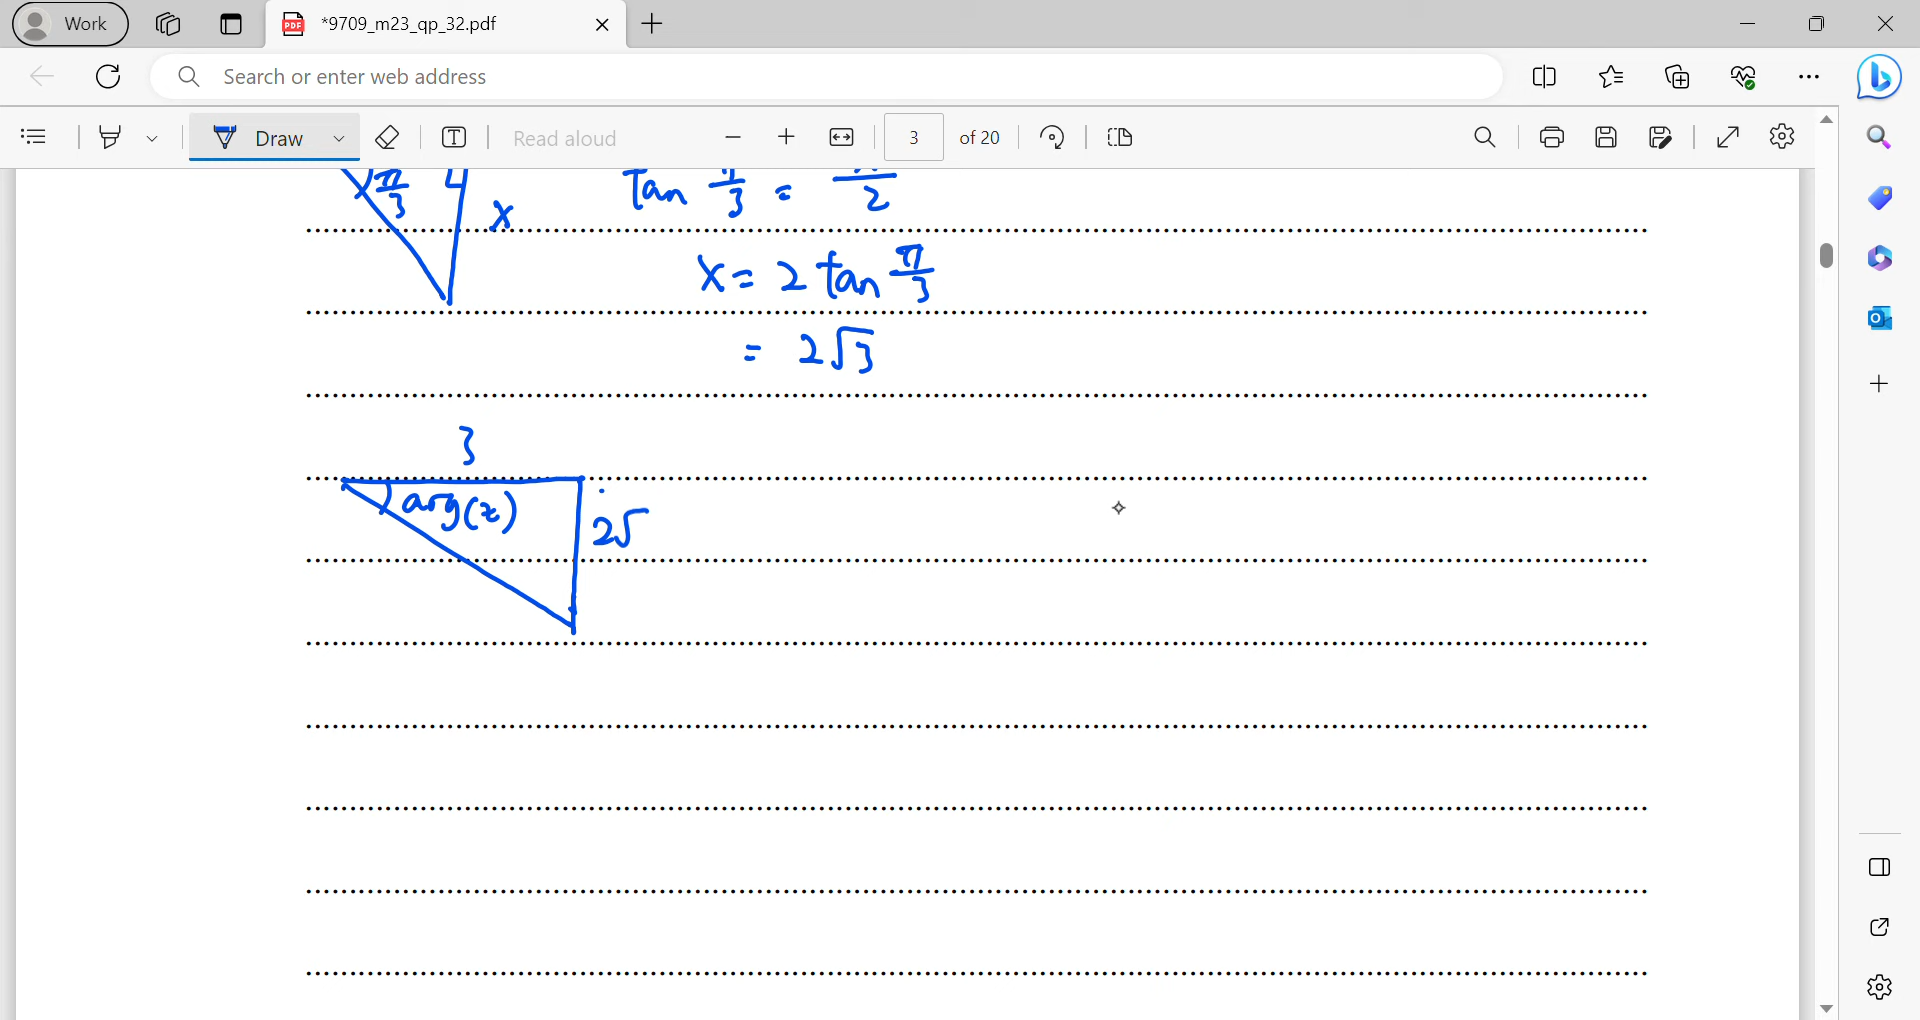 Work
*9709_m23_qp_32.pdf
Search or enter web address
Draw
Read aloud
3 of 20
π/3
x
tan π/3 = /2
x = 2 tan π/3
= 2√3
3
arg(z)
2√